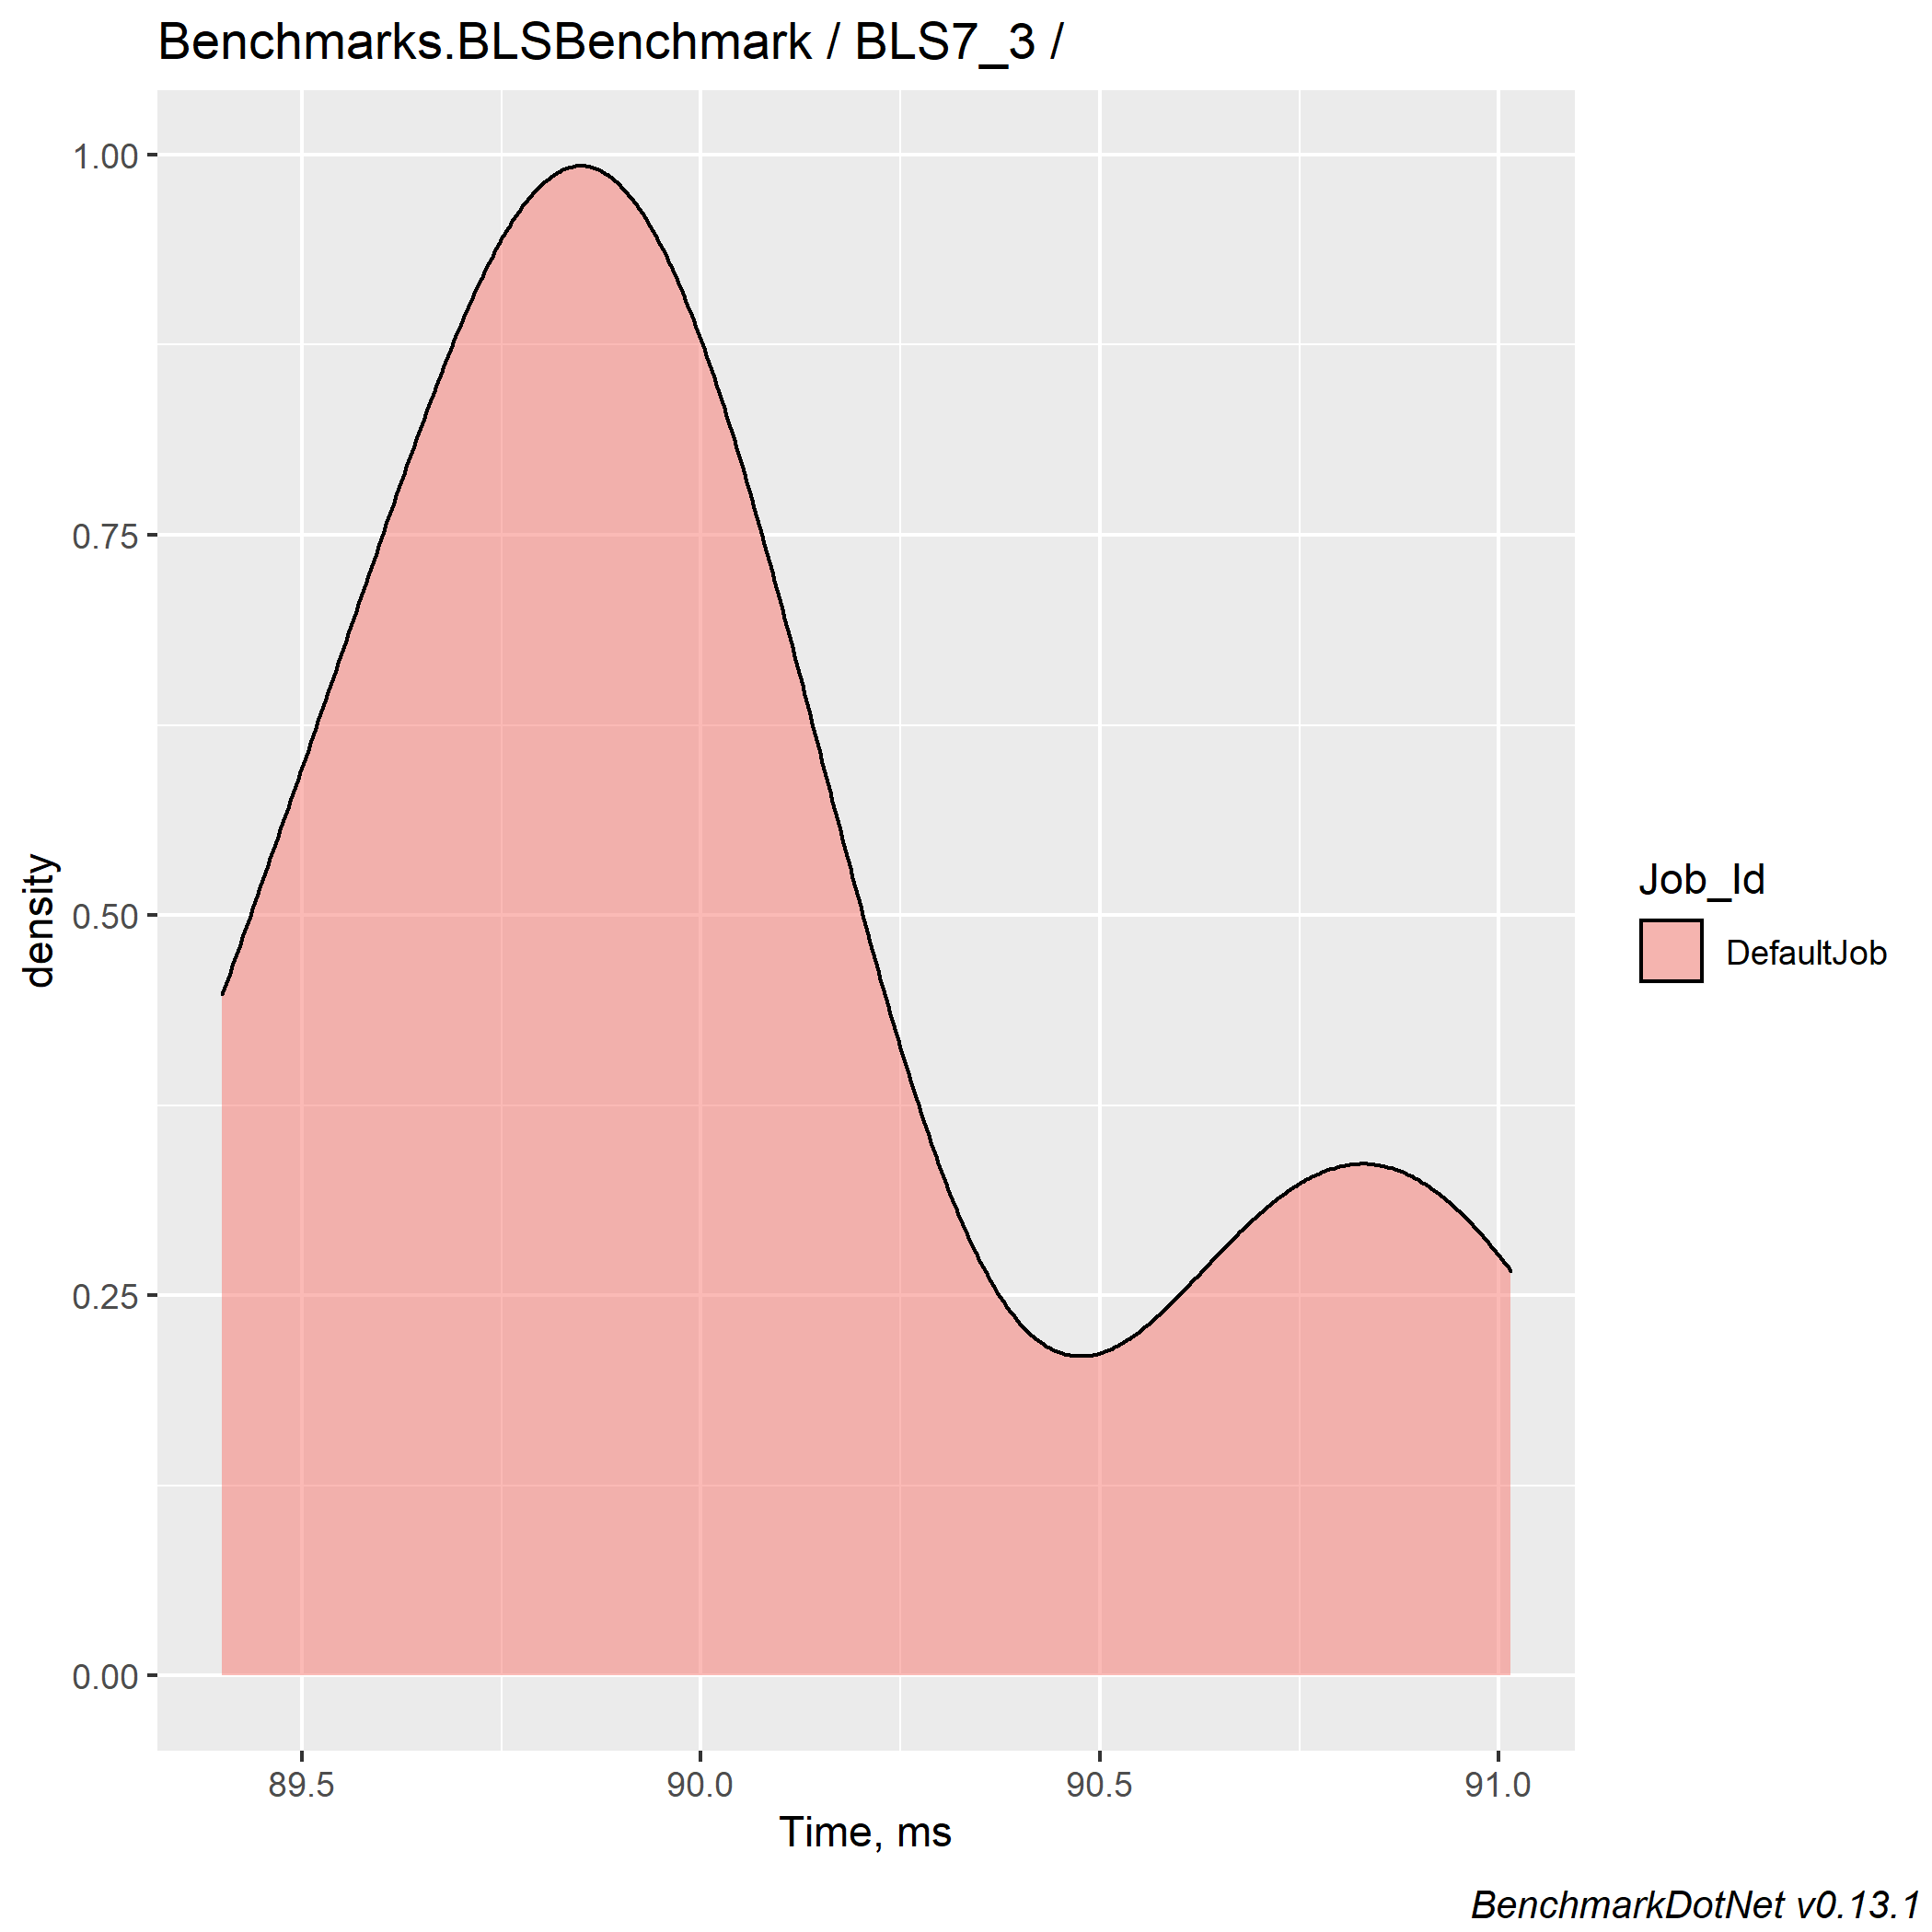 Benchmarks.BLSBenchmark / BLS7_3 /
1.00
0.75
0.50
0.25
0.00
density
89.5 90.0 90.5 91.0
Time, ms
Job_Id
DefaultJob
BenchmarkDotNet v0.13.1